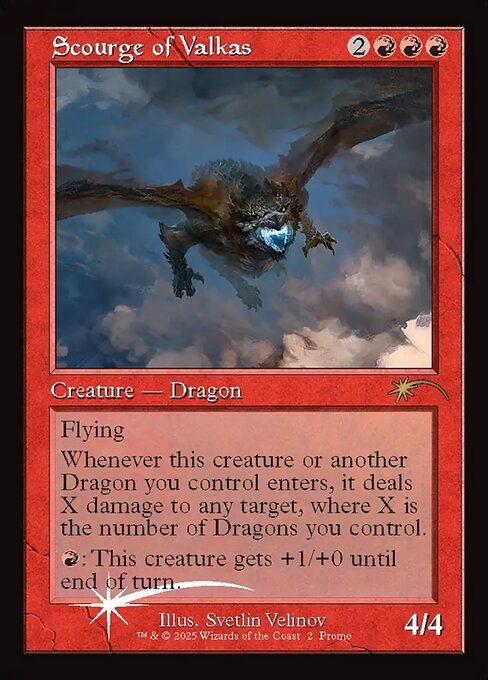 Scourge of Valkas 2
Creature — Dragon
Flying
Whenever this creature or another
Dragon you control enters, it deals
X damage to any target, where X is
the number of Dragons you control.
: This creature gets +1/+0 until
end of turn.
Illus. Svetlin Velinov
4/4
™ & © 2025 Wizards of the Coast 2 Promo